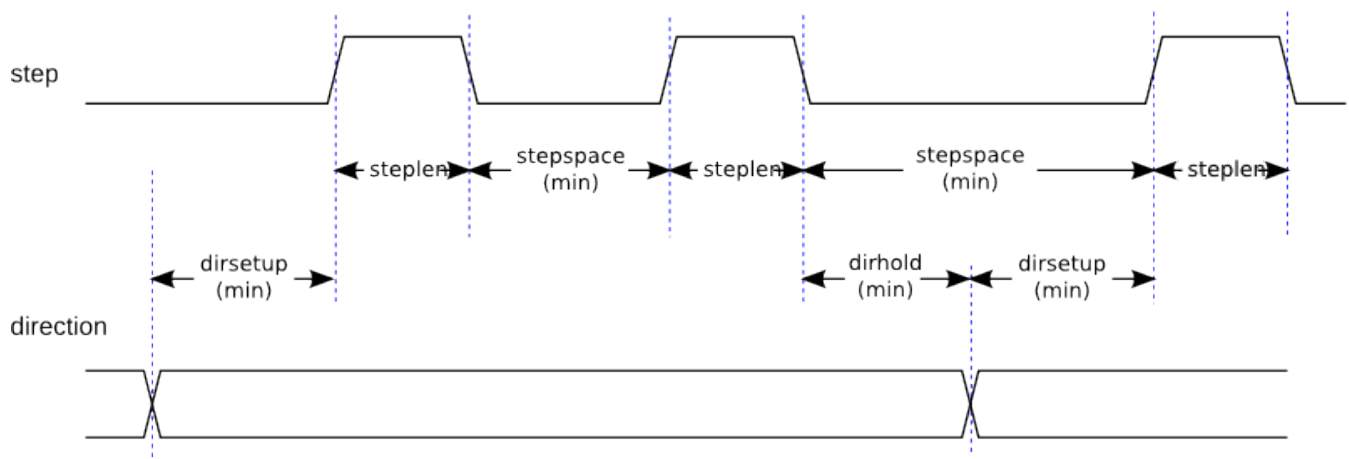 step
steplen
stepspace
(min)
steplen
stepspace
(min)
steplen
dirsetup
(min)
dirhold
(min)
dirsetup
(min)
direction